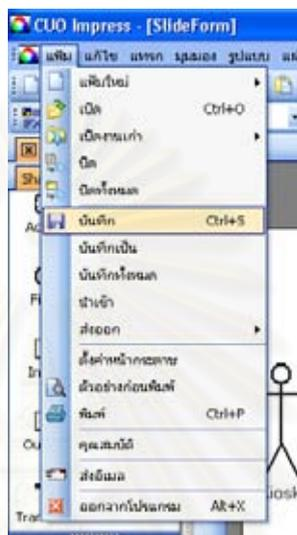 CUO Impress - [SlideForm]
แฟ้ม แก้ไข แทรก มุมมอง รูปแบบ
แฟ้มใหม่
เปิด Ctrl+O
เปิดงานเก่า
ปิด
ปิดทั้งหมด
Sha
บันทึก Ctrl+S
บันทึกเป็น
บันทึกทั้งหมด
นำเข้า
ส่งออก
ตั้งค่าหน้ากระดาษ
ตัวอย่างก่อนพิมพ์
พิมพ์ Ctrl+P
คุณสมบัติ
ส่งอีเมล
ออกจากโปรแกรม Alt+X